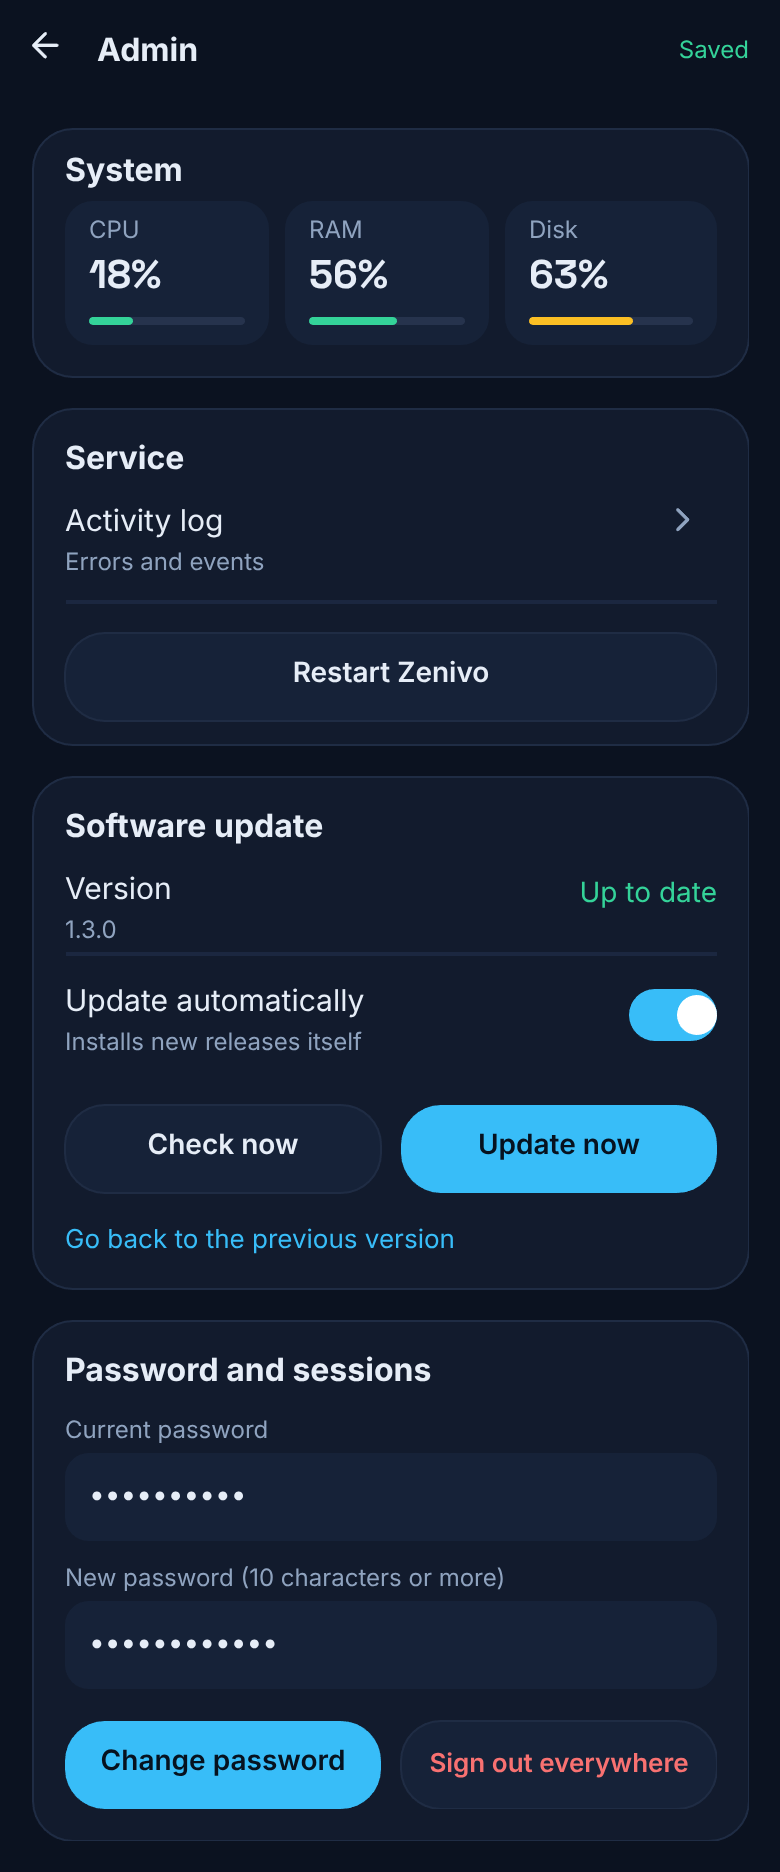 Admin
Saved
System
CPU
RAM
Disk
18%
56%
63%
Service
Activity log
Errors and events
Restart Zenivo
Software update
Version
Up to date
1.3.0
Update automatically
Installs new releases itself
Check now
Update now
Go back to the previous version
Password and sessions
Current password
••••••••••
New password (10 characters or more)
••••••••••••
Change password
Sign out everywhere